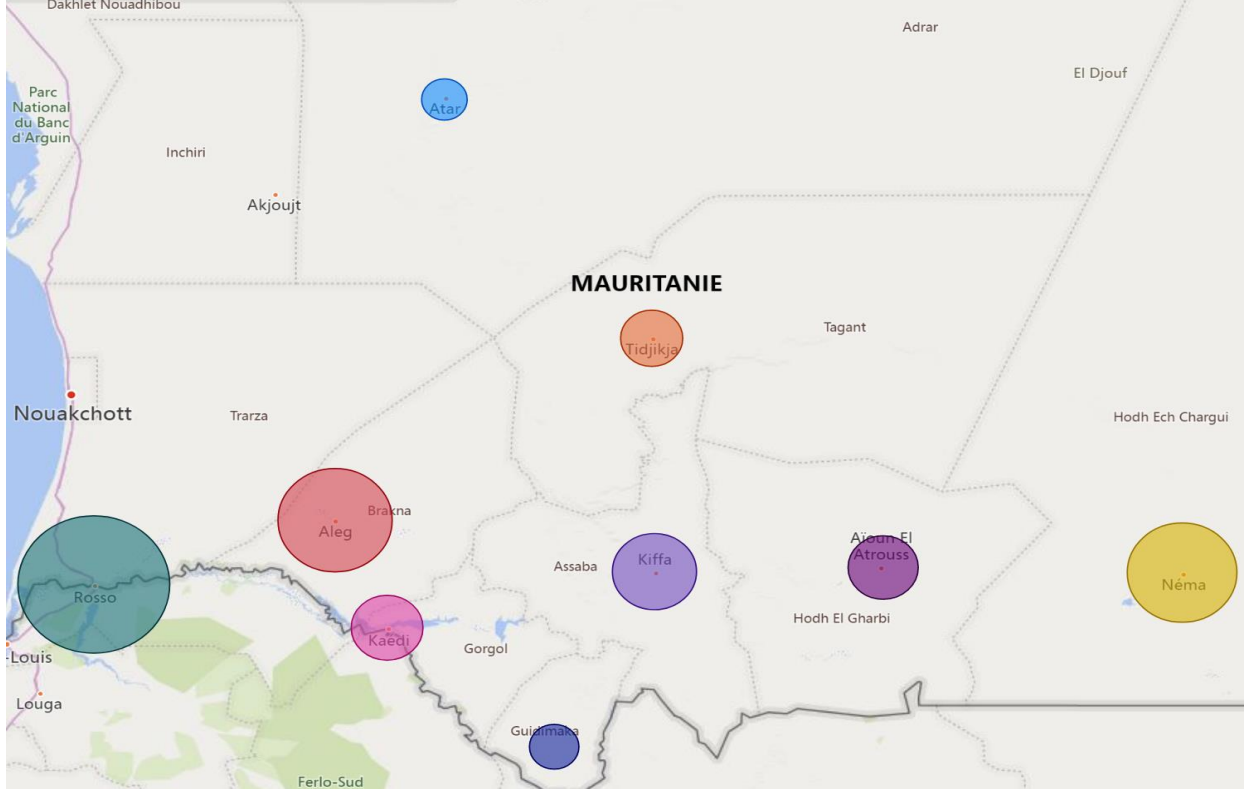 Dakhlet Nouadhibou
Adrar
El Djouf
Parc
National
du Banc
d'Arguin
Atar
Inchiri
Akjoujt
MAURITANIE
Tagant
Tidjikja
Nouakchott
Trarza
Hodh Ech Chargui
Brakna
Aleg
Aïoun El
Atrouss
Kiffa
Assaba
Néma
Rosso
Hodh El Gharbi
Kaedi
Gorgol
-Louis
Louga
Guidimaka
Ferlo-Sud